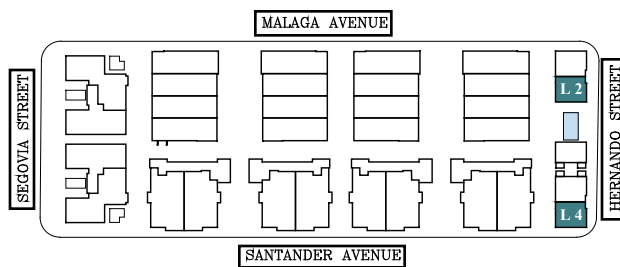 MALAGA AVENUE
SEGOVIA STREET
L 2
HERNANDO STREET
L 4
SANTANDER AVENUE